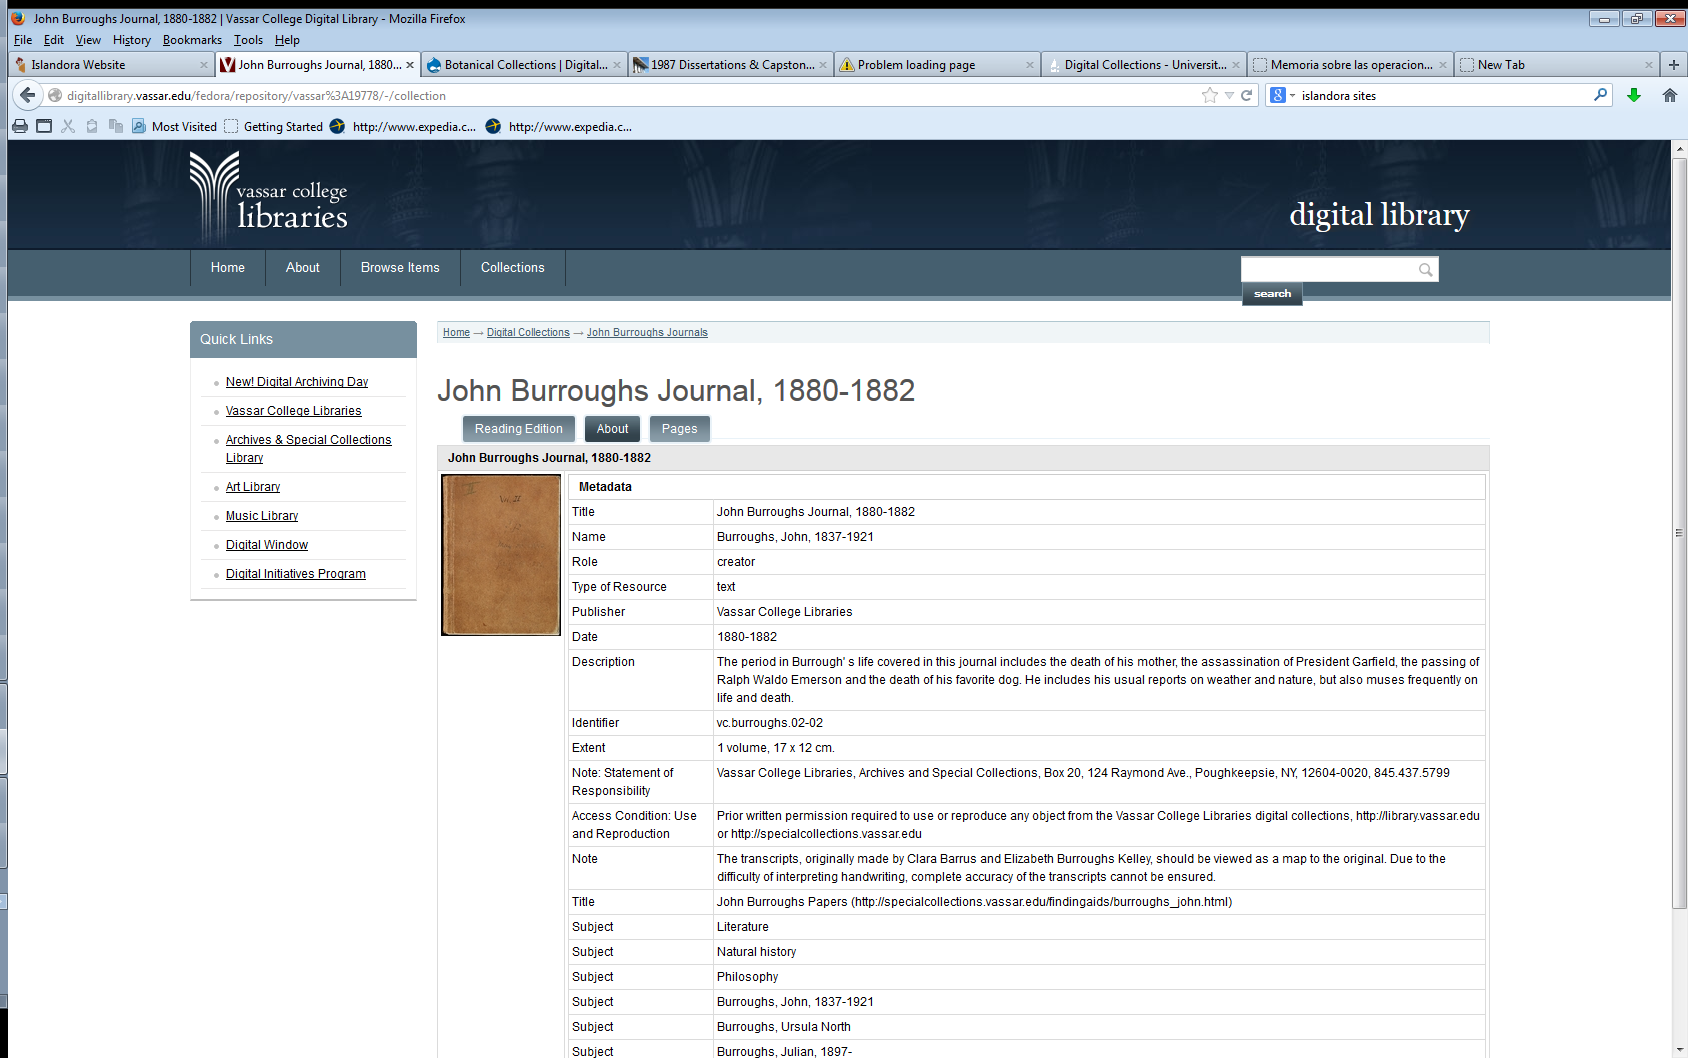 John Burroughs Journal, 1880-1882 | Vassar College Digital Library - Mozilla Firefox
File Edit View History Bookmarks Tools Help
Islandora Website
John Burroughs Journal, 1880...
Botanical Collections | Digital...
1987 Dissertations & Capston...
Problem loading page
Digital Collections - Universit...
Memoria sobre las operacion...
New Tab
digitallibrary.vassar.edu/fedora/repository/vassar%3A19778/-/collection
8 islandora sites
Most Visited Getting Started http://www.expedia.c... http://www.expedia.c...
vassar college
libraries
digital library
Home About Browse Items Collections
search
Quick Links
New! Digital Archiving Day
Vassar College Libraries
Archives & Special Collections
Library
Art Library
Music Library
Digital Window
Digital Initiatives Program
Home → Digital Collections → John Burroughs Journals
John Burroughs Journal, 1880-1882
Reading Edition About Pages
John Burroughs Journal, 1880-1882
Metadata
Title John Burroughs Journal, 1880-1882
Name Burroughs, John, 1837-1921
Role creator
Type of Resource text
Publisher Vassar College Libraries
Date 1880-1882
Description The period in Burrough' s life covered in this journal includes the death of his mother, the assassination of President Garfield, the passing of
Ralph Waldo Emerson and the death of his favorite dog. He includes his usual reports on weather and nature, but also muses frequently on
life and death.
Identifier vc.burroughs.02-02
Extent 1 volume, 17 x 12 cm.
Note: Statement of Vassar College Libraries, Archives and Special Collections, Box 20, 124 Raymond Ave., Poughkeepsie, NY, 12604-0020, 845.437.5799
Responsibility
Access Condition: Use Prior written permission required to use or reproduce any object from the Vassar College Libraries digital collections, http://library.vassar.edu
and Reproduction or http://specialcollections.vassar.edu
Note The transcripts, originally made by Clara Barrus and Elizabeth Burroughs Kelley, should be viewed as a map to the original. Due to the
difficulty of interpreting handwriting, complete accuracy of the transcripts cannot be ensured.
Title John Burroughs Papers (http://specialcollections.vassar.edu/findingaids/burroughs_john.html)
Subject Literature
Subject Natural history
Subject Philosophy
Subject Burroughs, John, 1837-1921
Subject Burroughs, Ursula North
Subject Burroughs, Julian, 1897-